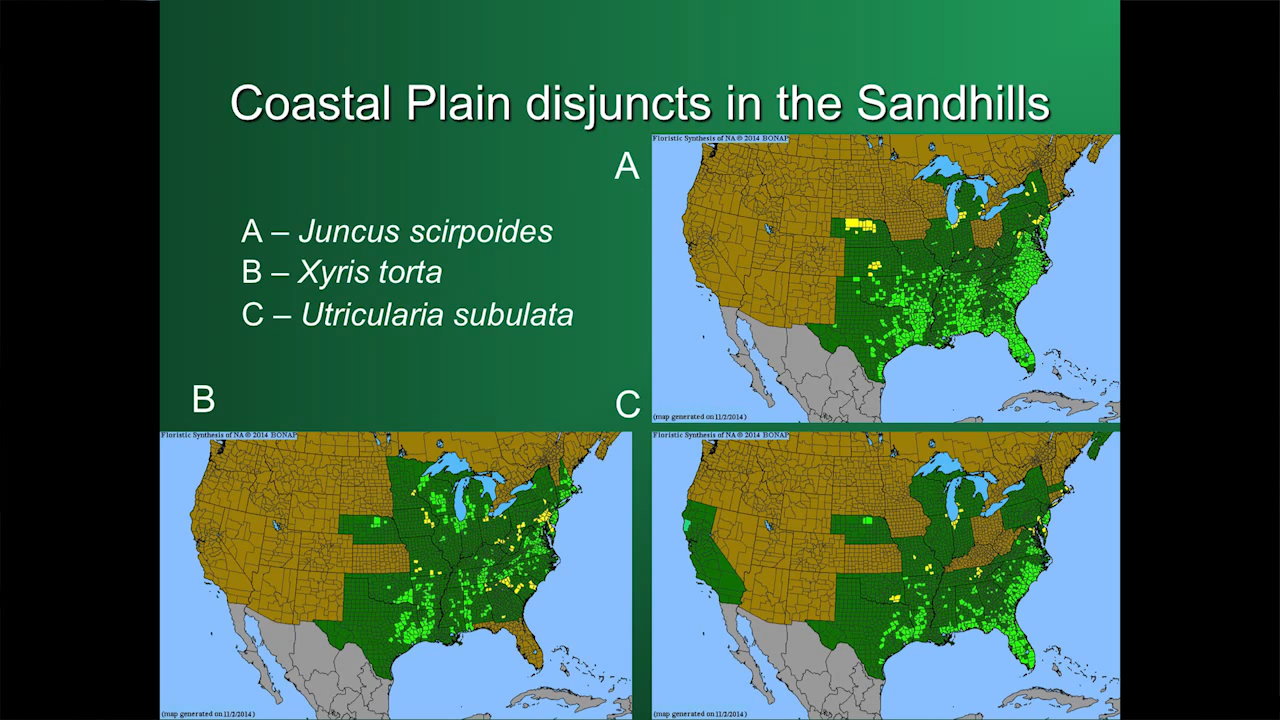 Coastal Plain disjuncts in the Sandhills
A
Floristic Synthesis of NA © 2014 BONAP
(map generated on 11/2/2014)
A – Juncus scirpoides
B – Xyris torta
C – Utricularia subulata
B
Floristic Synthesis of NA © 2014 BONAP
(map generated on 11/2/2014)
C
Floristic Synthesis of NA © 2014 BONAP
(map generated on 11/2/2014)